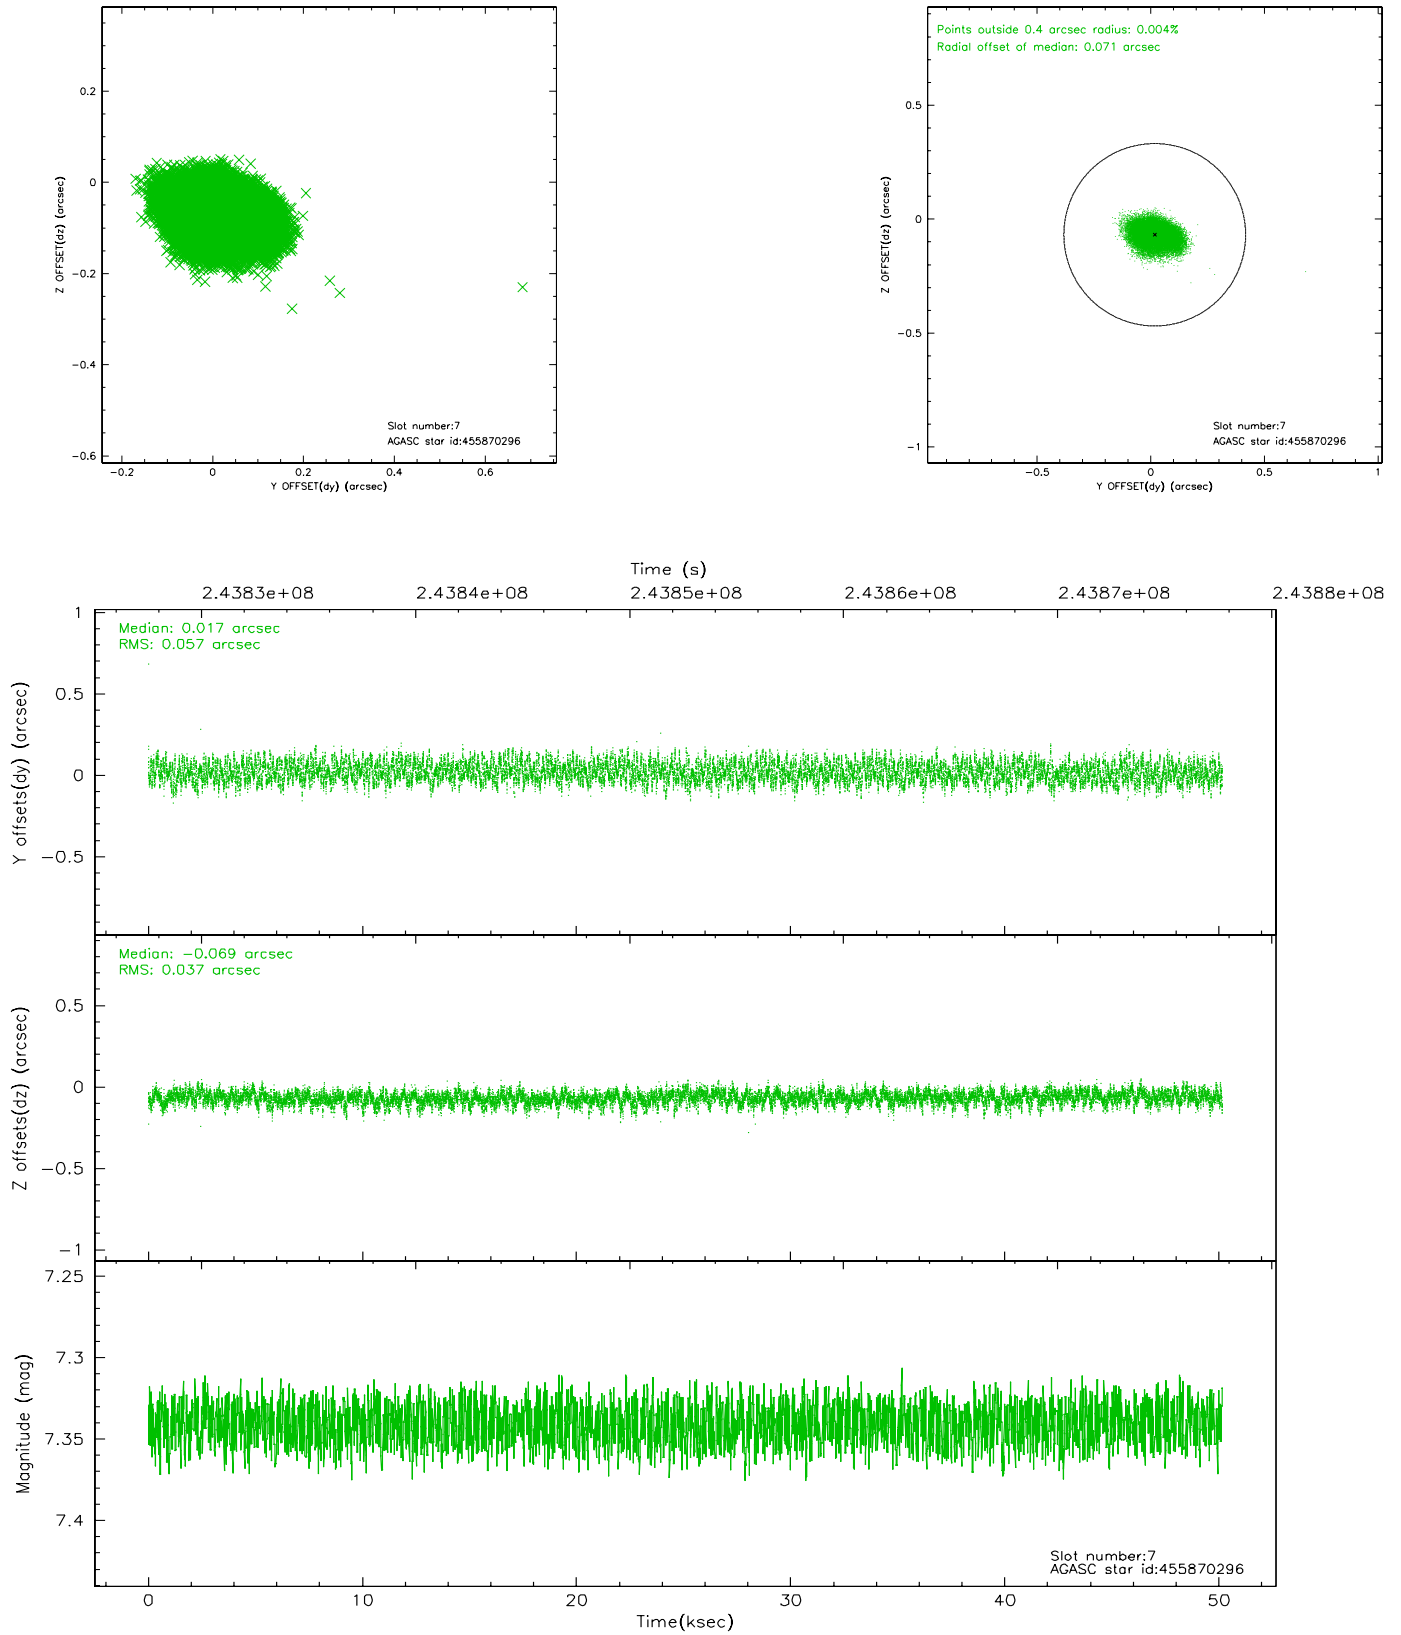 0.2
0
−0.2
−0.4
−0.6
Z OFFSET(dz) (arcsec)
Slot number:7
AGASC star id:455870296
−0.2 0 0.2 0.4 0.6
Y OFFSET(dy) (arcsec)
Points outside 0.4 arcsec radius: 0.004%
Radial offset of median: 0.071 arcsec
0.5
0
−0.5
−1
Z OFFSET(dz) (arcsec)
Slot number:7
AGASC star id:455870296
−0.5 0 0.5 1
Y OFFSET(dy) (arcsec)
Time (s)
2.4383e+08 2.4384e+08 2.4385e+08 2.4386e+08 2.4387e+08 2.4388e+08
Median: 0.017 arcsec
RMS: 0.057 arcsec
1
0.5
0
−0.5
Y offsets(dy) (arcsec)
Median: −0.069 arcsec
RMS: 0.037 arcsec
0.5
0
−0.5
−1
Z offsets(dz) (arcsec)
7.25
7.3
7.35
7.4
Magnitude (mag)
Slot number:7
AGASC star id:455870296
0 10 20 30 40 50
Time(ksec)